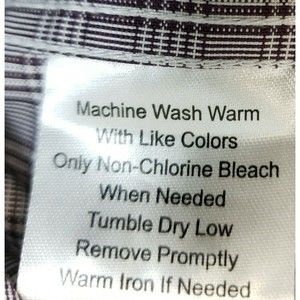 Machine Wash Warm
With Like Colors
Only Non-Chlorine Bleach
When Needed
Tumble Dry Low
Remove Promptly
Warm Iron If Needed